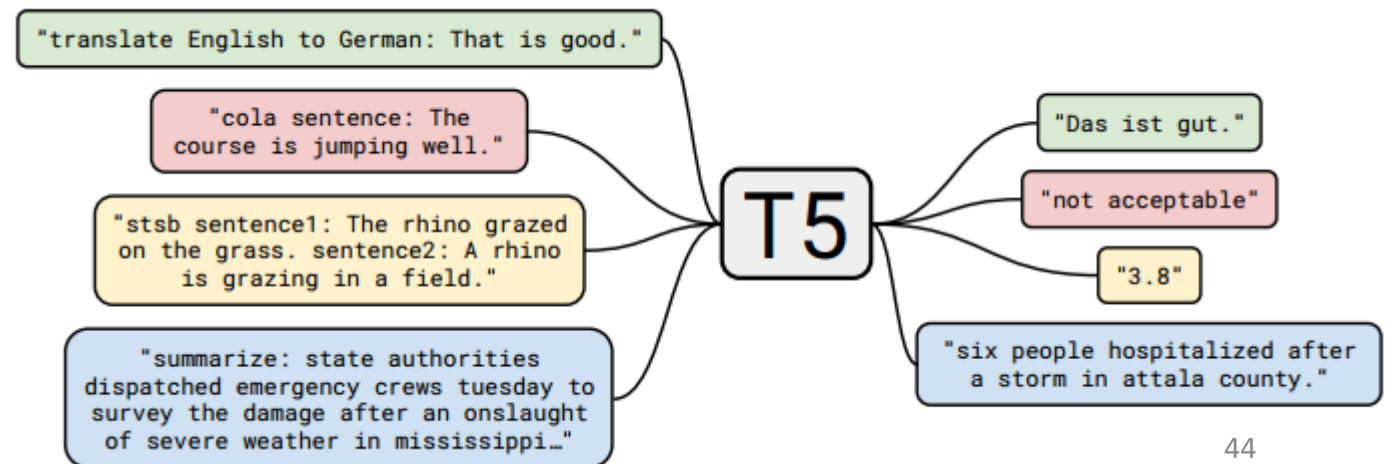 "translate English to German: That is good."
"cola sentence: The
course is jumping well."
"stsb sentence1: The rhino grazed
on the grass. sentence2: A rhino
is grazing in a field."
"summarize: state authorities
dispatched emergency crews tuesday to
survey the damage after an onslaught
of severe weather in mississippi…"
T5
"Das ist gut."
"not acceptable"
"3.8"
"six people hospitalized after
a storm in attala county."
44